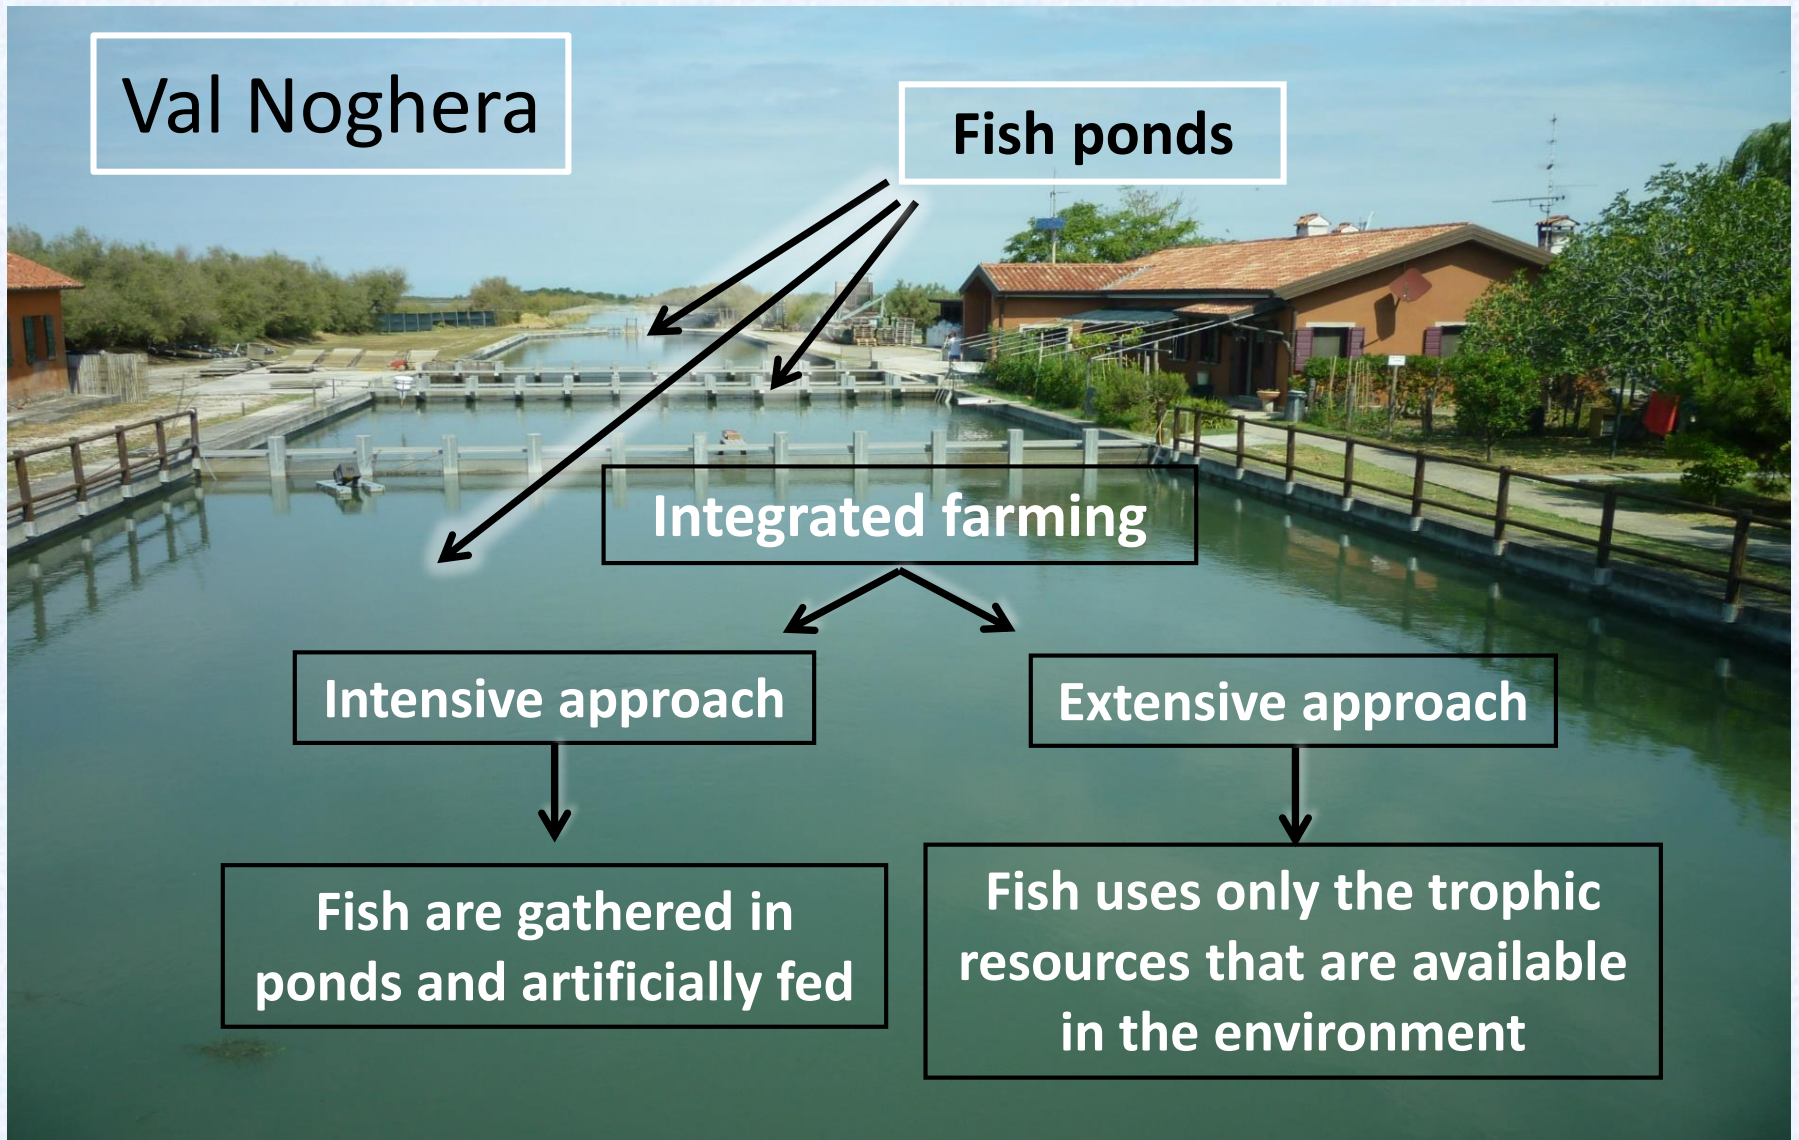 Val Noghera
Fish ponds
Integrated farming
Intensive approach
Extensive approach
Fish are gathered in
ponds and artificially fed
Fish uses only the trophic
resources that are available
in the environment